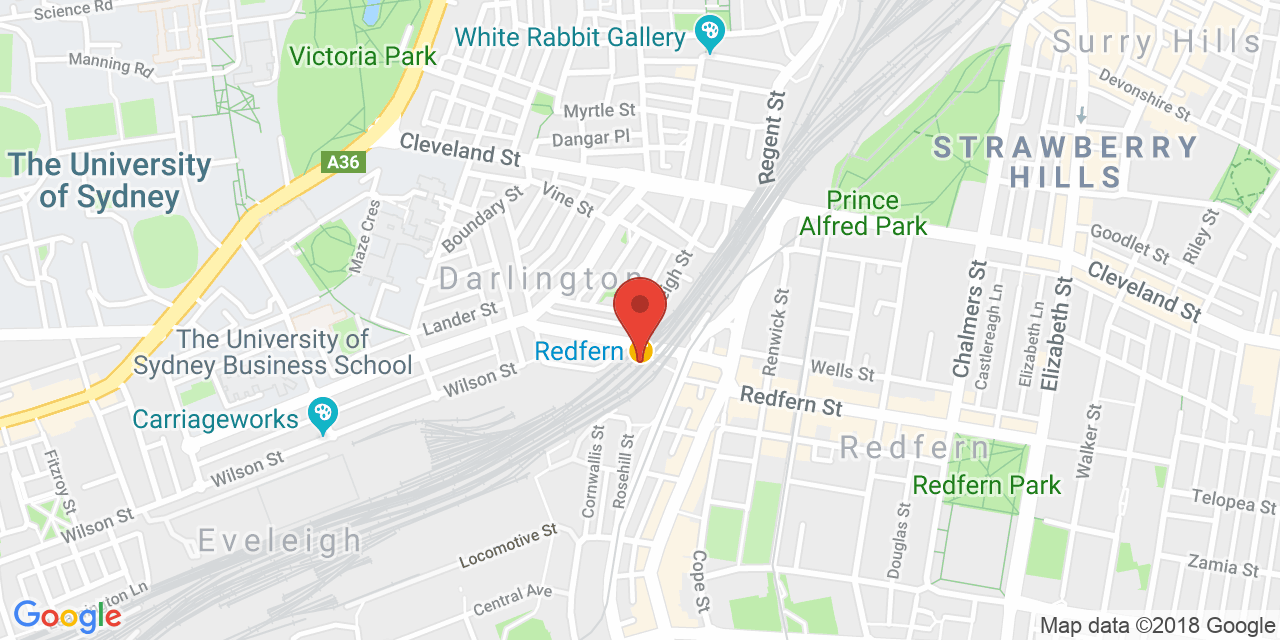 Science Rd
Manning Rd
Victoria Park
White Rabbit Gallery
Surry Hills
Devonshire St
Myrtle St
Dangar Pl
Regent St
Cleveland St
A36
The University
of Sydney
STRAWBERRY
HILLS
Vine St
Boundary St
Maze Cres
Prince
Alfred Park
Goodlet St
Riley St
Cleveland St
Darlington
eigh St
Lander St
Chalmers St
Castlereagh Ln
Elizabeth Ln
Elizabeth St
Renwick St
The University of
Sydney Business School
Redfern
Wells St
Wilson St
Redfern St
Carriageworks
Redfern
Walker St
Fitzroy St
Wilson St
Cornwallis St
Rosehill St
Redfern Park
Telopea St
Wilson St
Eveleigh
Locomotive St
Douglas St
Cope St
Zamia St
ington Ln
Central Ave
Google
Map data ©2018 Google